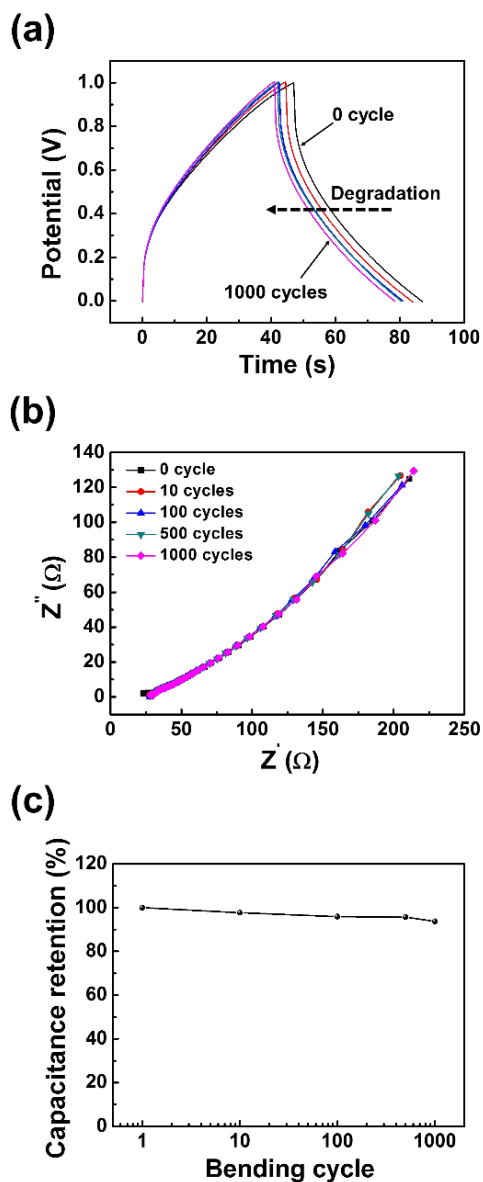 (a)
1.0
0.8
0.6
0.4
0.2
0.0
Potential (V)
0 cycle
Degradation
1000 cycles
0 20 40 60 80 100
Time (s)
(b)
140
120
100
80
60
40
20
0
Z'' (Ω)
0 cycle
10 cycles
100 cycles
500 cycles
1000 cycles
0 50 100 150 200 250
Z' (Ω)
(c)
120
100
80
60
40
20
0
Capacitance retention (%)
1 10 100 1000
Bending cycle